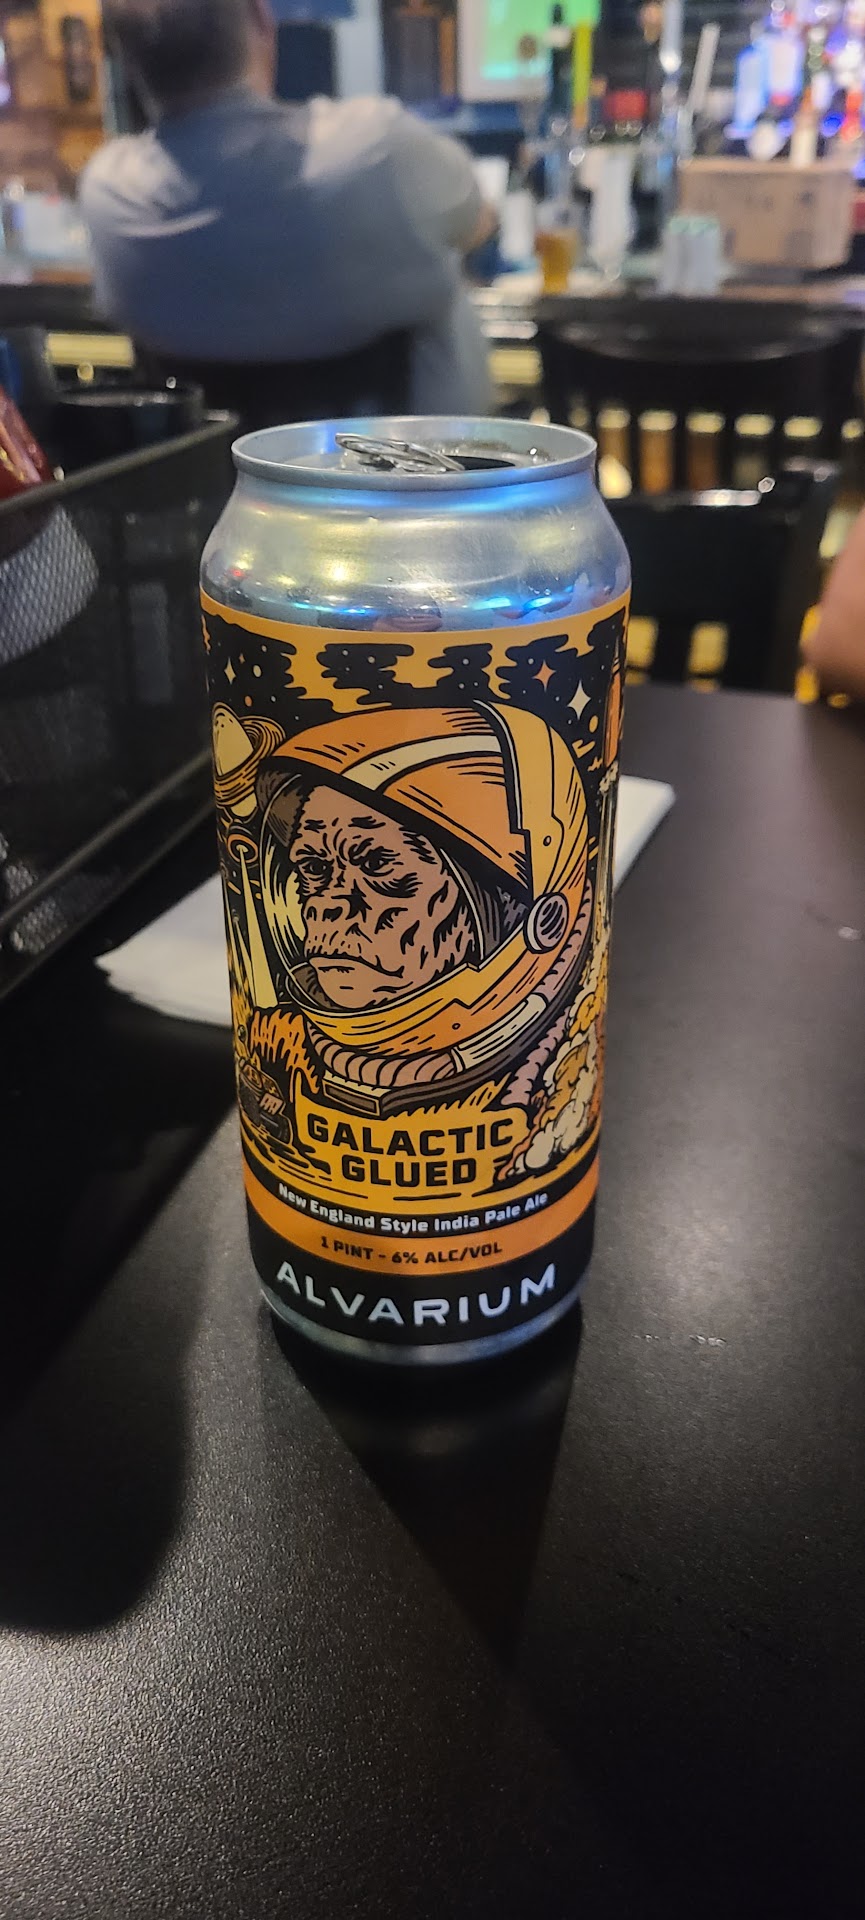 GALACTIC
GLUED
New England Style India Pale Ale
1 PINT - 6% ALC/VOL
ALVARIUM